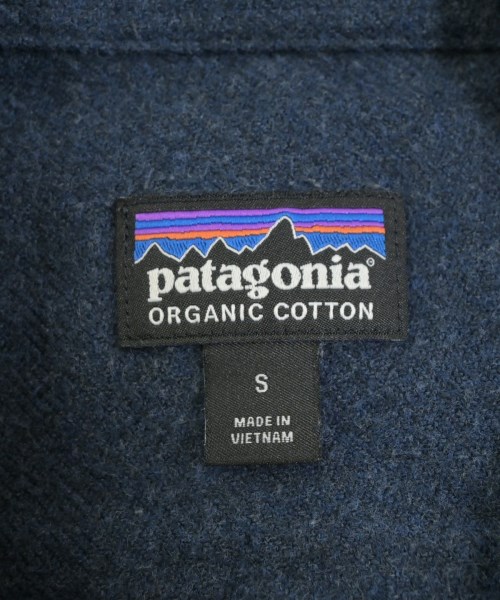 patagonia®
ORGANIC COTTON
S
MADE IN
VIETNAM